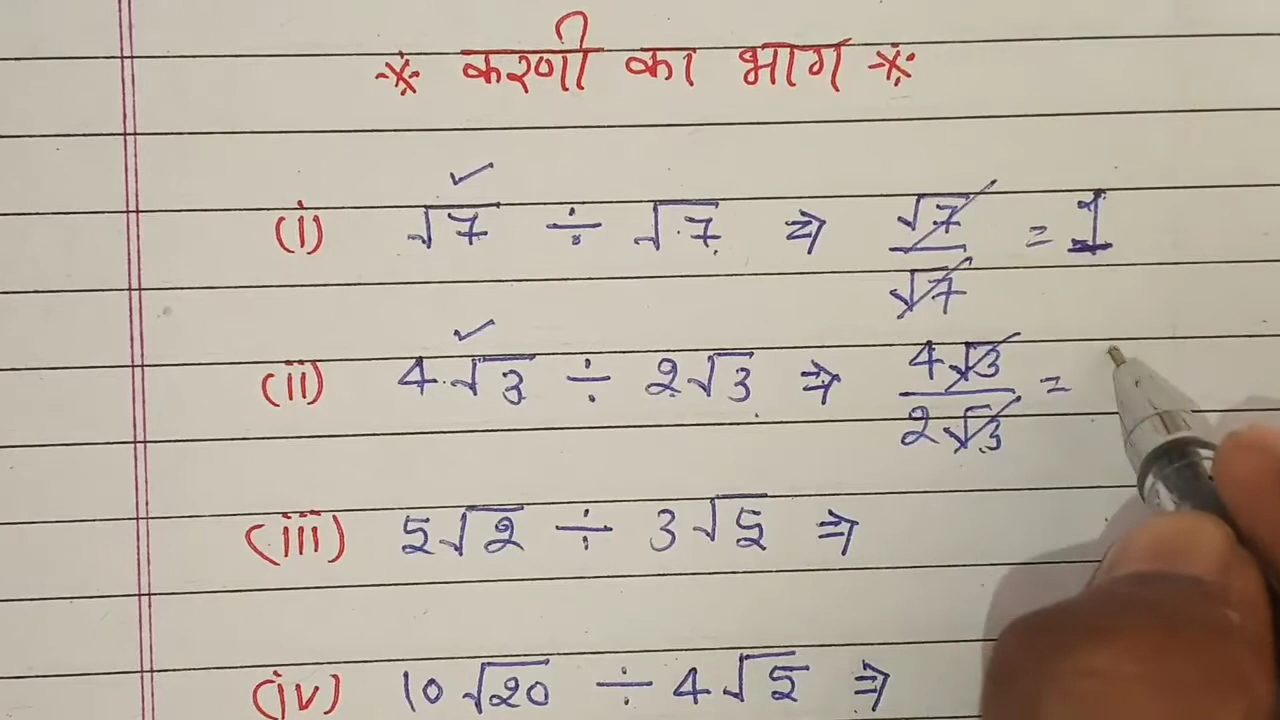 * करणी का भाग *
(i) √7 ÷ √7 ⇒ √7/√7 = 1
(ii) 4√3 ÷ 2√3 ⇒ 4√3/2√3 =
(iii) 5√2 ÷ 3√5 ⇒
(iv) 10√20 ÷ 4√5 ⇒